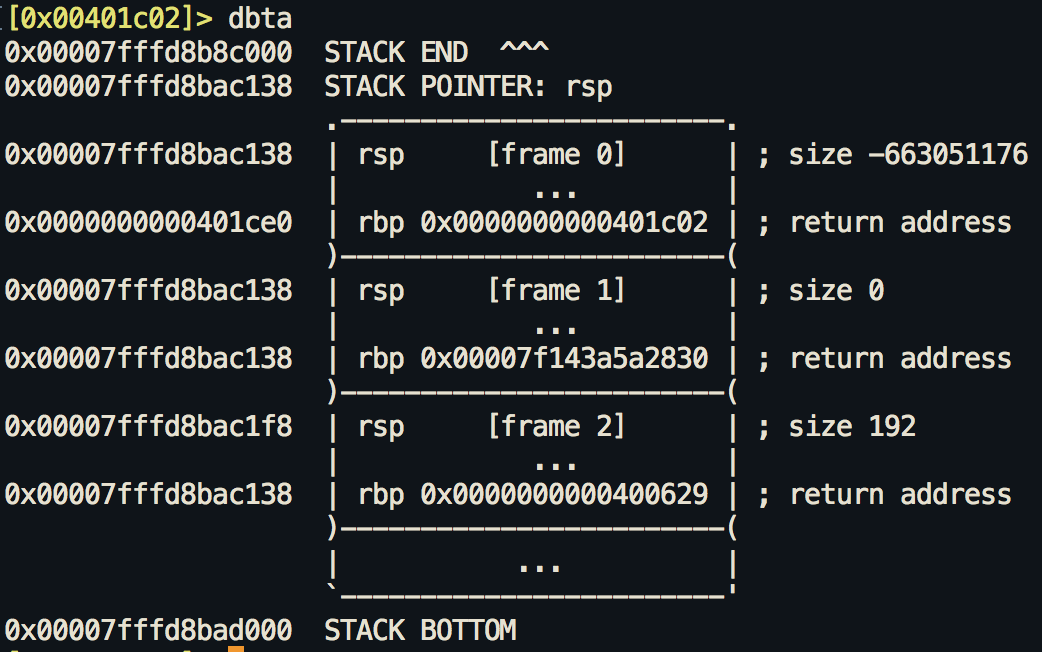 [0x00401c02]> dbta
0x00007fffd8b8c000  STACK END  ^^^
0x00007fffd8bac138  STACK POINTER: rsp
                    .------------------------.
0x00007fffd8bac138  | rsp     [frame 0]      | ; size -663051176
                    |            ...         |
0x0000000000401ce0  | rbp 0x0000000000401c02 | ; return address
                    )------------------------(
0x00007fffd8bac138  | rsp     [frame 1]      | ; size 0
                    |            ...         |
0x00007fffd8bac138  | rbp 0x00007f143a5a2830 | ; return address
                    )------------------------(
0x00007fffd8bac1f8  | rsp     [frame 2]      | ; size 192
                    |            ...         |
0x00007fffd8bac138  | rbp 0x0000000000400629 | ; return address
                    )------------------------(
                    |           ...          |
                    `------------------------'
0x00007fffd8bad000  STACK BOTTOM